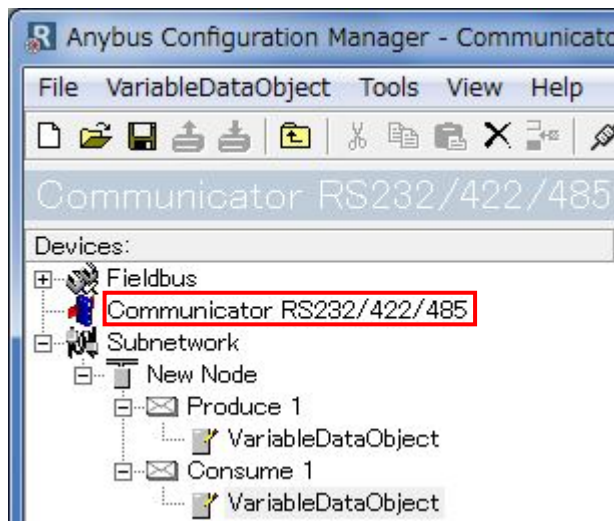 Anybus Configuration Manager - Communicato
File VariableDataObject Tools View Help
Communicator RS232/422/485
Devices:
Fieldbus
Communicator RS232/422/485
Subnetwork
New Node
Produce 1
VariableDataObject
Consume 1
VariableDataObject